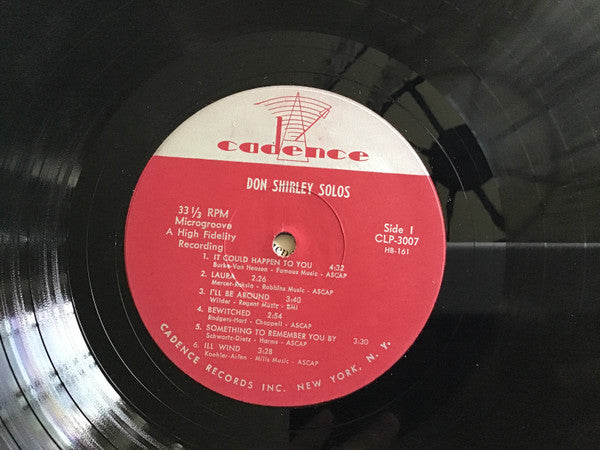 cadence
DON SHIRLEY SOLOS
33 1/3 RPM
Microgroove
A High Fidelity
Recording
Side 1
CLP-3007
HB-161
1. IT COULD HAPPEN TO YOU 4:32
Burke-Van Heusen - Famous Music - ASCAP
2. LAURA 2:26
Mercer-Raksin - Robbins Music - ASCAP
3. I'LL BE AROUND 3:40
Wilder - Regent Music - BMI
4. BEWITCHED 2:54
Rodgers-Hart - Chappell - ASCAP
5. SOMETHING TO REMEMBER YOU BY 3:30
Schwartz-Dietz - Harms - ASCAP
6. ILL WIND 3:28
Koehler-Arlen - Mills Music - ASCAP
CADENCE RECORDS INC. NEW YORK, N. Y.